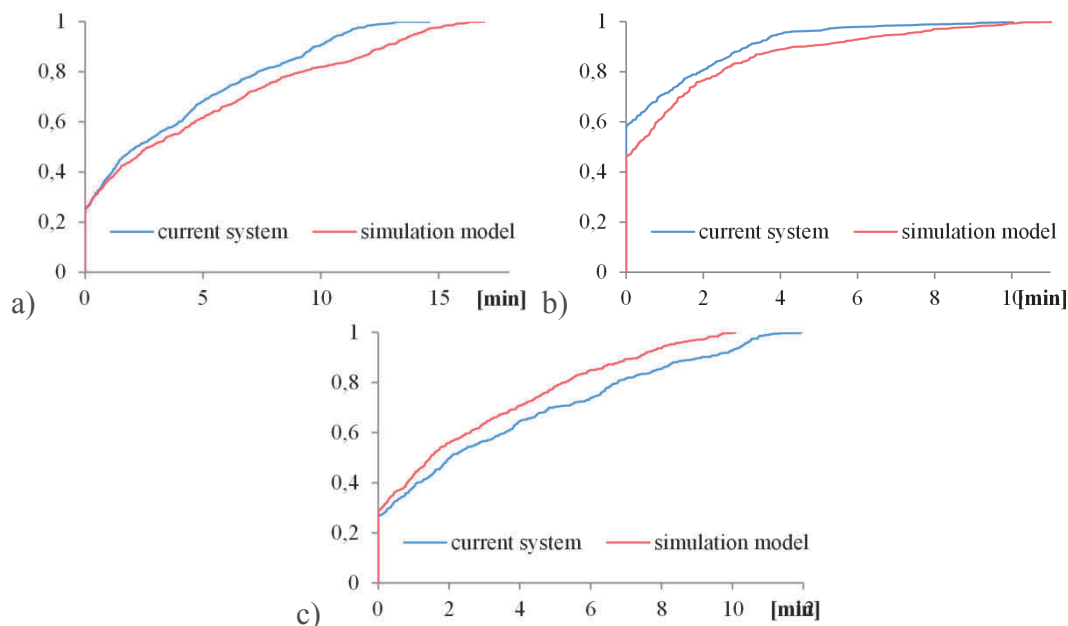 1
0,8
0,6
0,4
0,2
0
current system
simulation model
0
5
10
15
[min]
a)
1
0,8
0,6
0,4
0,2
0
current system
simulation model
0
2
4
6
8
10
[min]
b)
1
0,8
0,6
0,4
0,2
0
current system
simulation model
0
2
4
6
8
10
12
[min]
c)